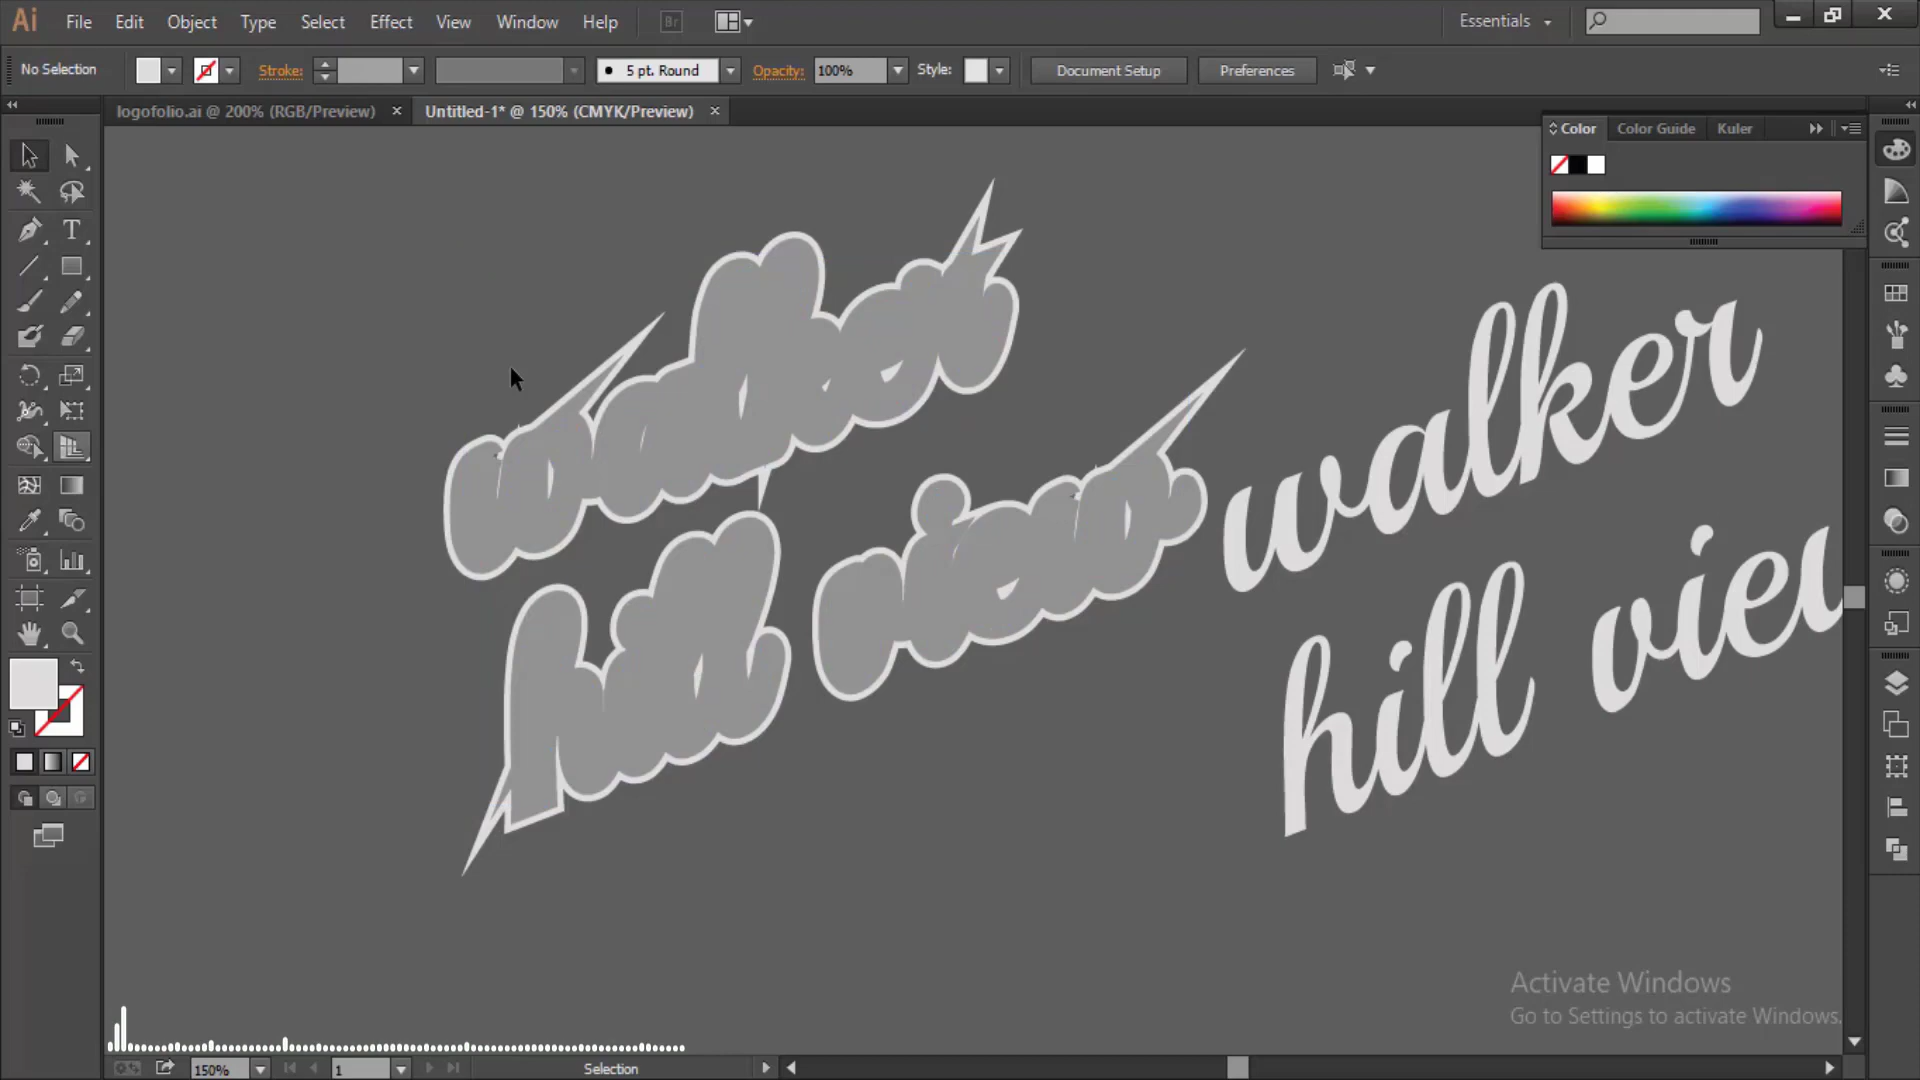 Ai File Edit Object Type Select Effect View Window Help Br Essentials
No Selection Stroke: 5 pt. Round Opacity: 100% Style: Document Setup Preferences
logofolio.ai @ 200% (RGB/Preview) Untitled-1* @ 150% (CMYK/Preview)
Color Color Guide Kuler
walker
hill view
walker
hill viev
Activate Windows
Go to Settings to activate Windows.
150% 1 Selection